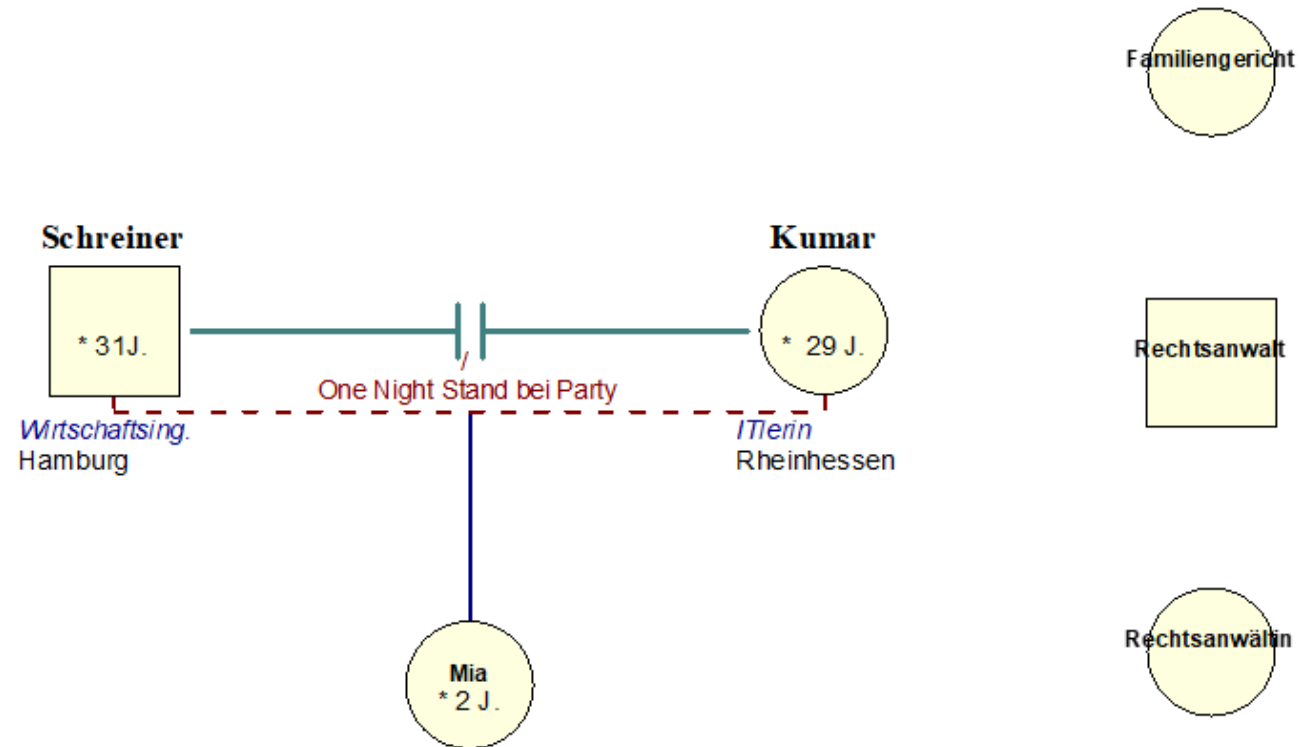 Familiengericht
Schreiner
Kumar
* 31J.
* 29 J.
Rechtsanwalt
/
One Night Stand bei Party
Wirtschaftsing.
Hamburg
ITlerin
Rheinhessen
Rechtsanwältin
Mia
* 2 J.